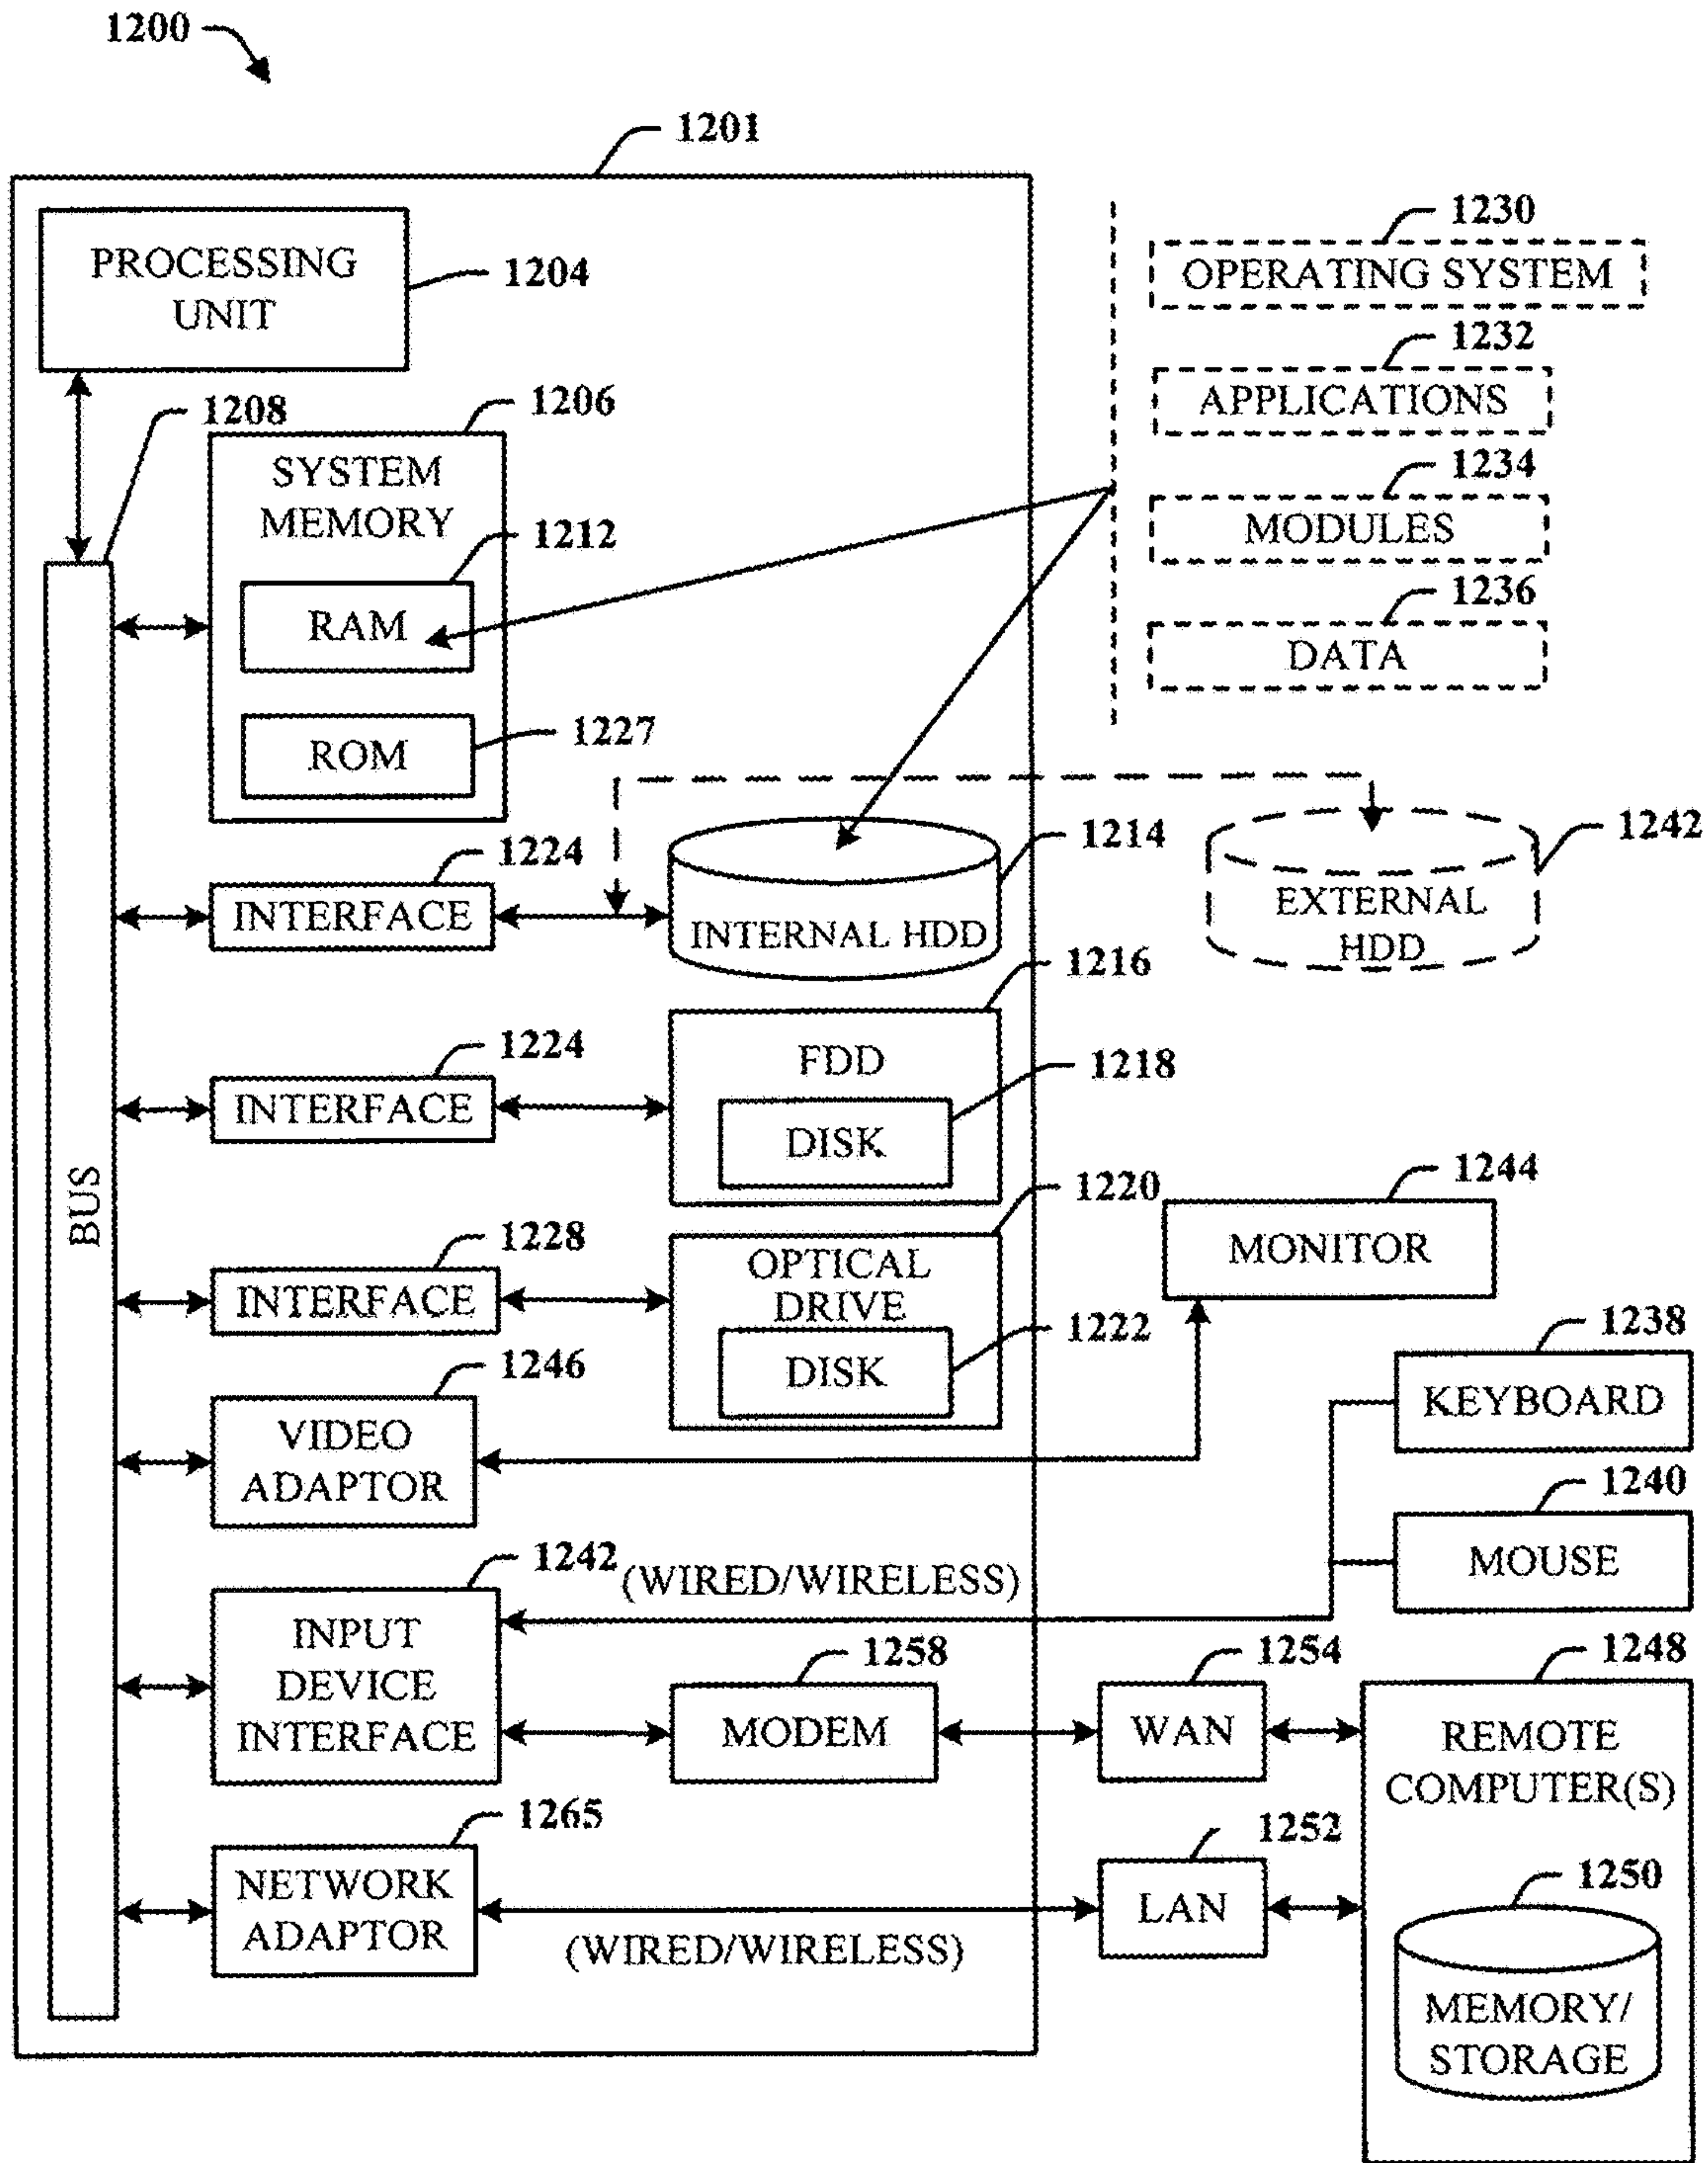 1200
1201
PROCESSING
UNIT
1204
1230
OPERATING SYSTEM
1232
APPLICATIONS
1234
MODULES
1236
DATA
1208
1206
SYSTEM
MEMORY
1212
RAM
1227
ROM
BUS
1224
INTERFACE
1214
INTERNAL HDD
1242
EXTERNAL
HDD
1216
FDD
1224
INTERFACE
1218
DISK
1220
OPTICAL
DRIVE
1228
INTERFACE
1222
DISK
1244
MONITOR
1246
VIDEO
ADAPTOR
1238
KEYBOARD
1240
MOUSE
1242
(WIRED/WIRELESS)
INPUT
DEVICE
INTERFACE
1258
MODEM
1254
WAN
1248
REMOTE
COMPUTER(S)
1265
NETWORK
ADAPTOR
(WIRED/WIRELESS)
1252
LAN
1250
MEMORY/
STORAGE